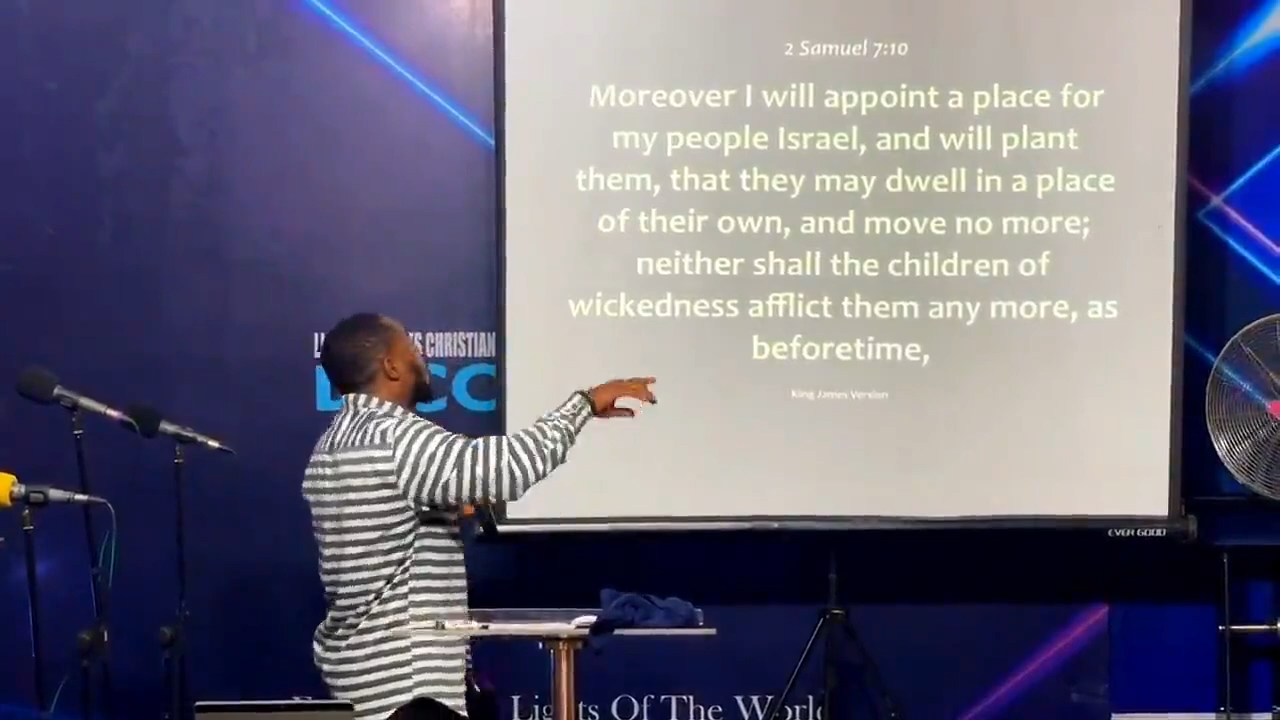 2 Samuel 7:10
Moreover I will appoint a place for
my people Israel, and will plant
them, that they may dwell in a place
of their own, and move no more;
neither shall the children of
wickedness afflict them any more, as
beforetime,
King James Version
EVER GOOD
CHRISTIAN
CC
Of The World